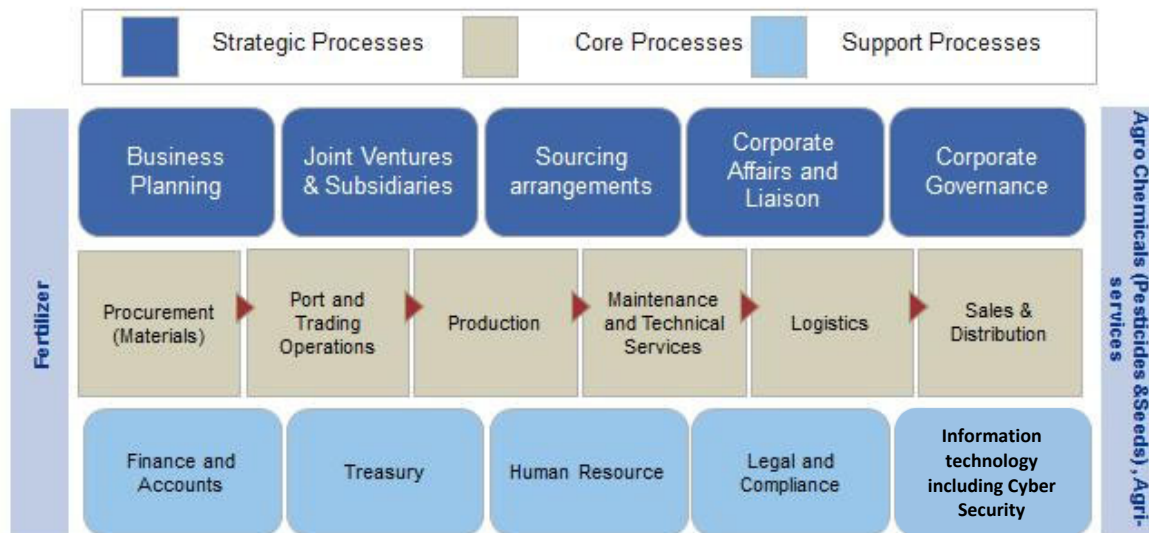 Strategic Processes
Core Processes
Support Processes
Fertilizer
Business
Planning
Joint Ventures
& Subsidiaries
Sourcing
arrangements
Corporate
Affairs and
Liaison
Corporate
Governance
Procurement
(Materials)
Port and
Trading
Operations
Production
Maintenance
and Technical
Services
Logistics
Sales &
Distribution
Finance and
Accounts
Treasury
Human Resource
Legal and
Compliance
Information
technology
including Cyber
Security
Agro Chemicals (Pesticides &Seeds) , Agri-
services